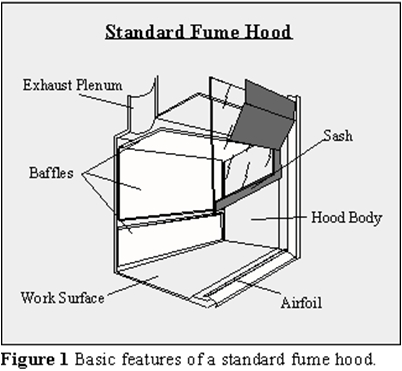 Standard Fume Hood
Exhaust Plenum
Sash
Baffles
Hood Body
Work Surface
Airfoil
Figure 1 Basic features of a standard fume hood.